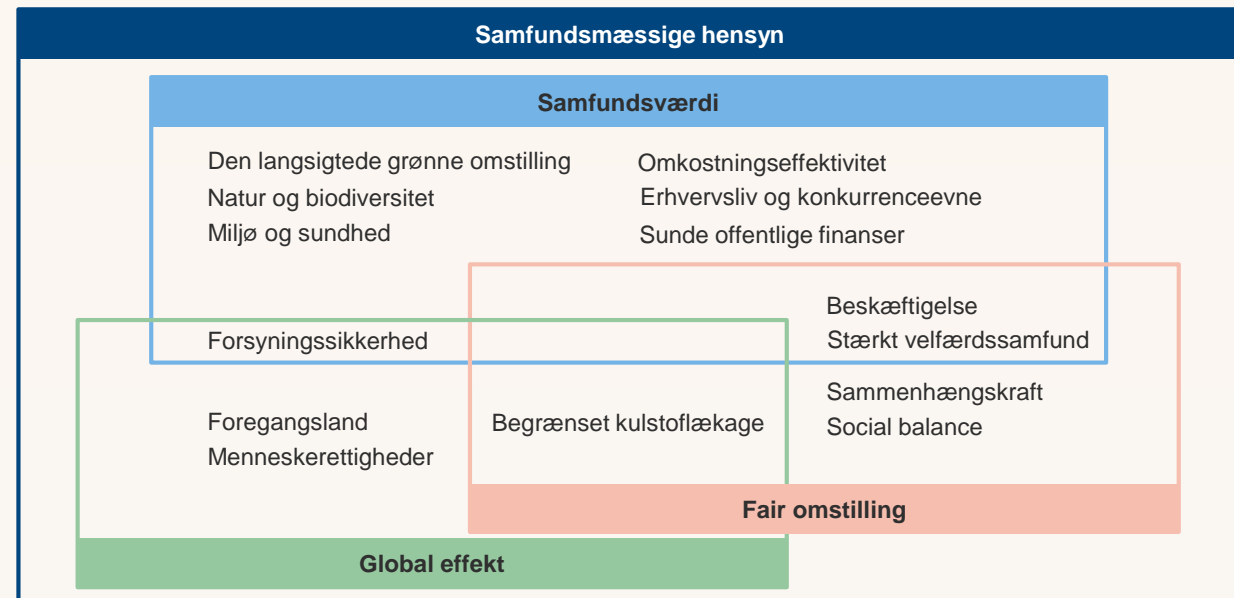 Samfundsmæssige hensyn
Samfundsværdi
Den langsigtede grønne omstilling
Natur og biodiversitet
Miljø og sundhed
Omkostningseffektivitet
Erhvervsliv og konkurrenceevne
Sunde offentlige finanser
Forsyningssikkerhed
Beskæftigelse
Stærkt velfærdssamfund
Foregangsland
Menneskerettigheder
Begrænset kulstoflækage
Sammenhængskraft
Social balance
Fair omstilling
Global effekt